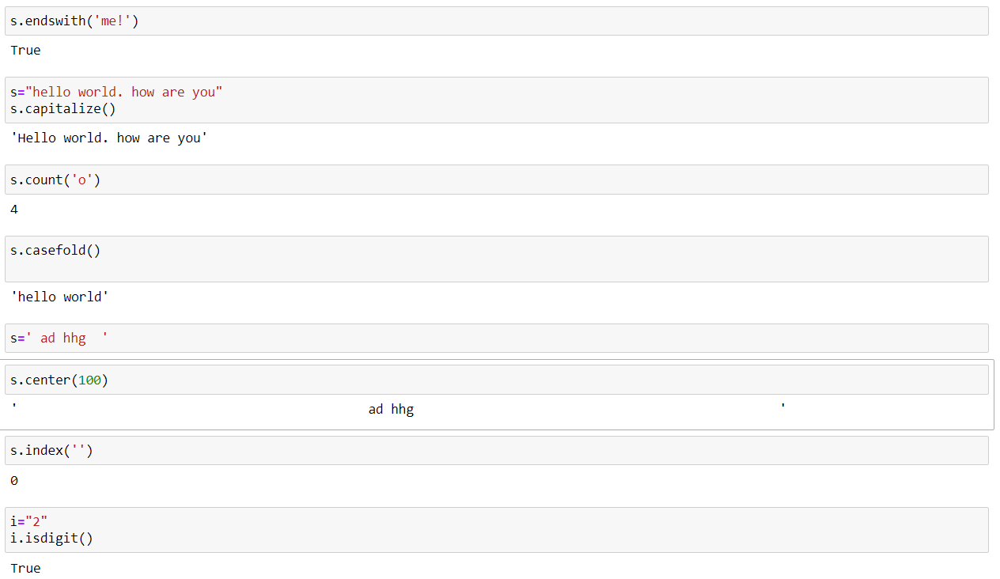 s.endswith('me!')
True
s="hello world. how are you"
s.capitalize()
'Hello world. how are you'
s.count('o')
4
s.casefold()
'hello world'
s=' ad hhg  '
s.center(100)
'                                              ad hhg                                                '
s.index('')
0
i="2"
i.isdigit()
True